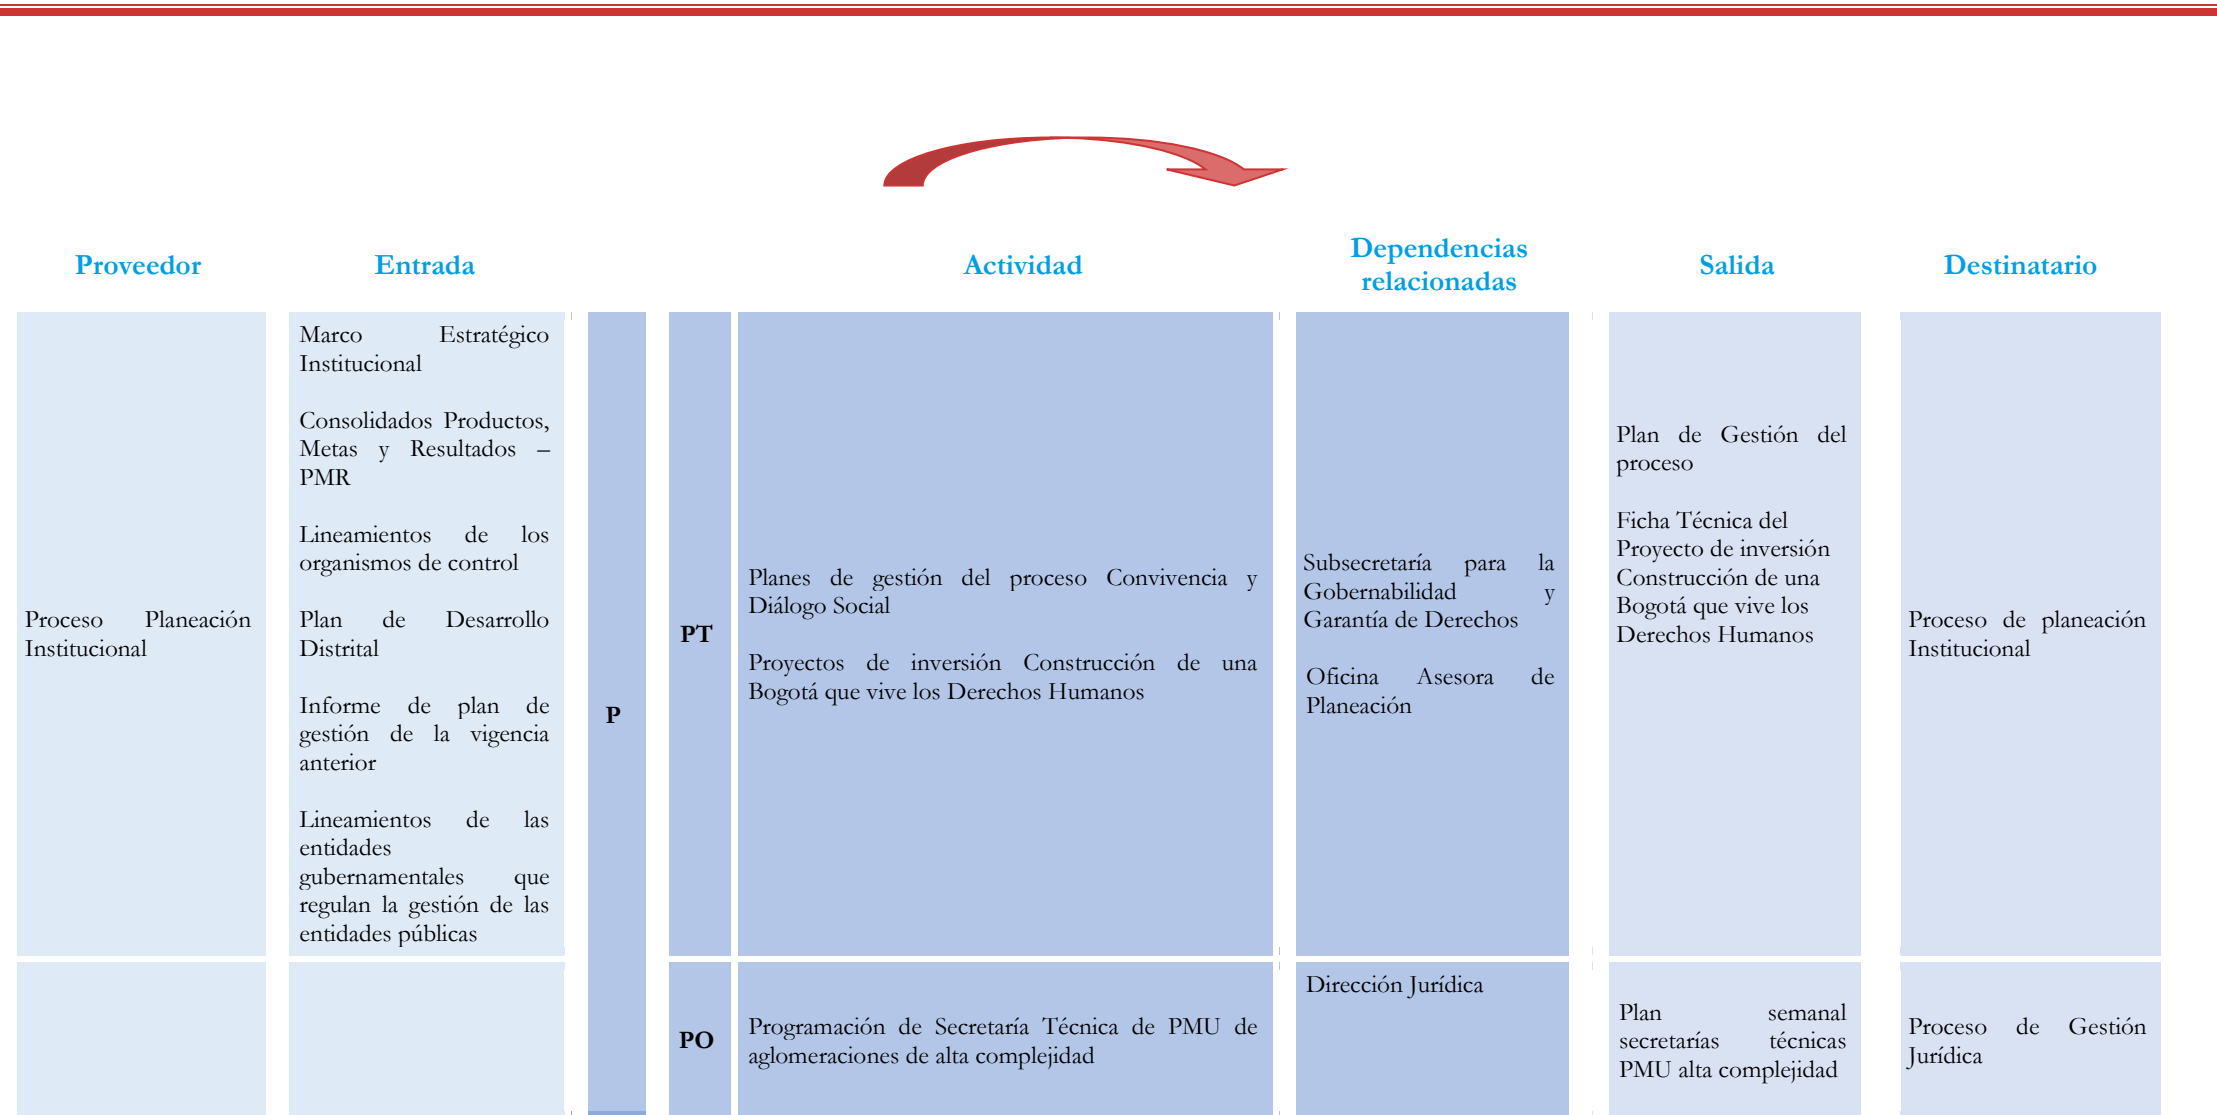 Proveedor
Entrada
Actividad
Dependencias
relacionadas
Salida
Destinatario
Proceso Planeación
Institucional
Marco Estratégico
Institucional
Consolidados Productos,
Metas y Resultados –
PMR
Lineamientos de los
organismos de control
Plan de Desarrollo
Distrital
Informe de plan de
gestión de la vigencia
anterior
Lineamientos de las
entidades
gubernamentales que
regulan la gestión de las
entidades públicas
P
PT
Planes de gestión del proceso Convivencia y
Diálogo Social
Proyectos de inversión Construcción de una
Bogotá que vive los Derechos Humanos
Subsecretaría para la
Gobernabilidad y
Garantía de Derechos
Oficina Asesora de
Planeación
Plan de Gestión del
proceso
Ficha Técnica del
Proyecto de inversión
Construcción de una
Bogotá que vive los
Derechos Humanos
Proceso de planeación
Institucional
PO
Programación de Secretaría Técnica de PMU de
aglomeraciones de alta complejidad
Dirección Jurídica
Plan semanal
secretarías técnicas
PMU alta complejidad
Proceso de Gestión
Jurídica